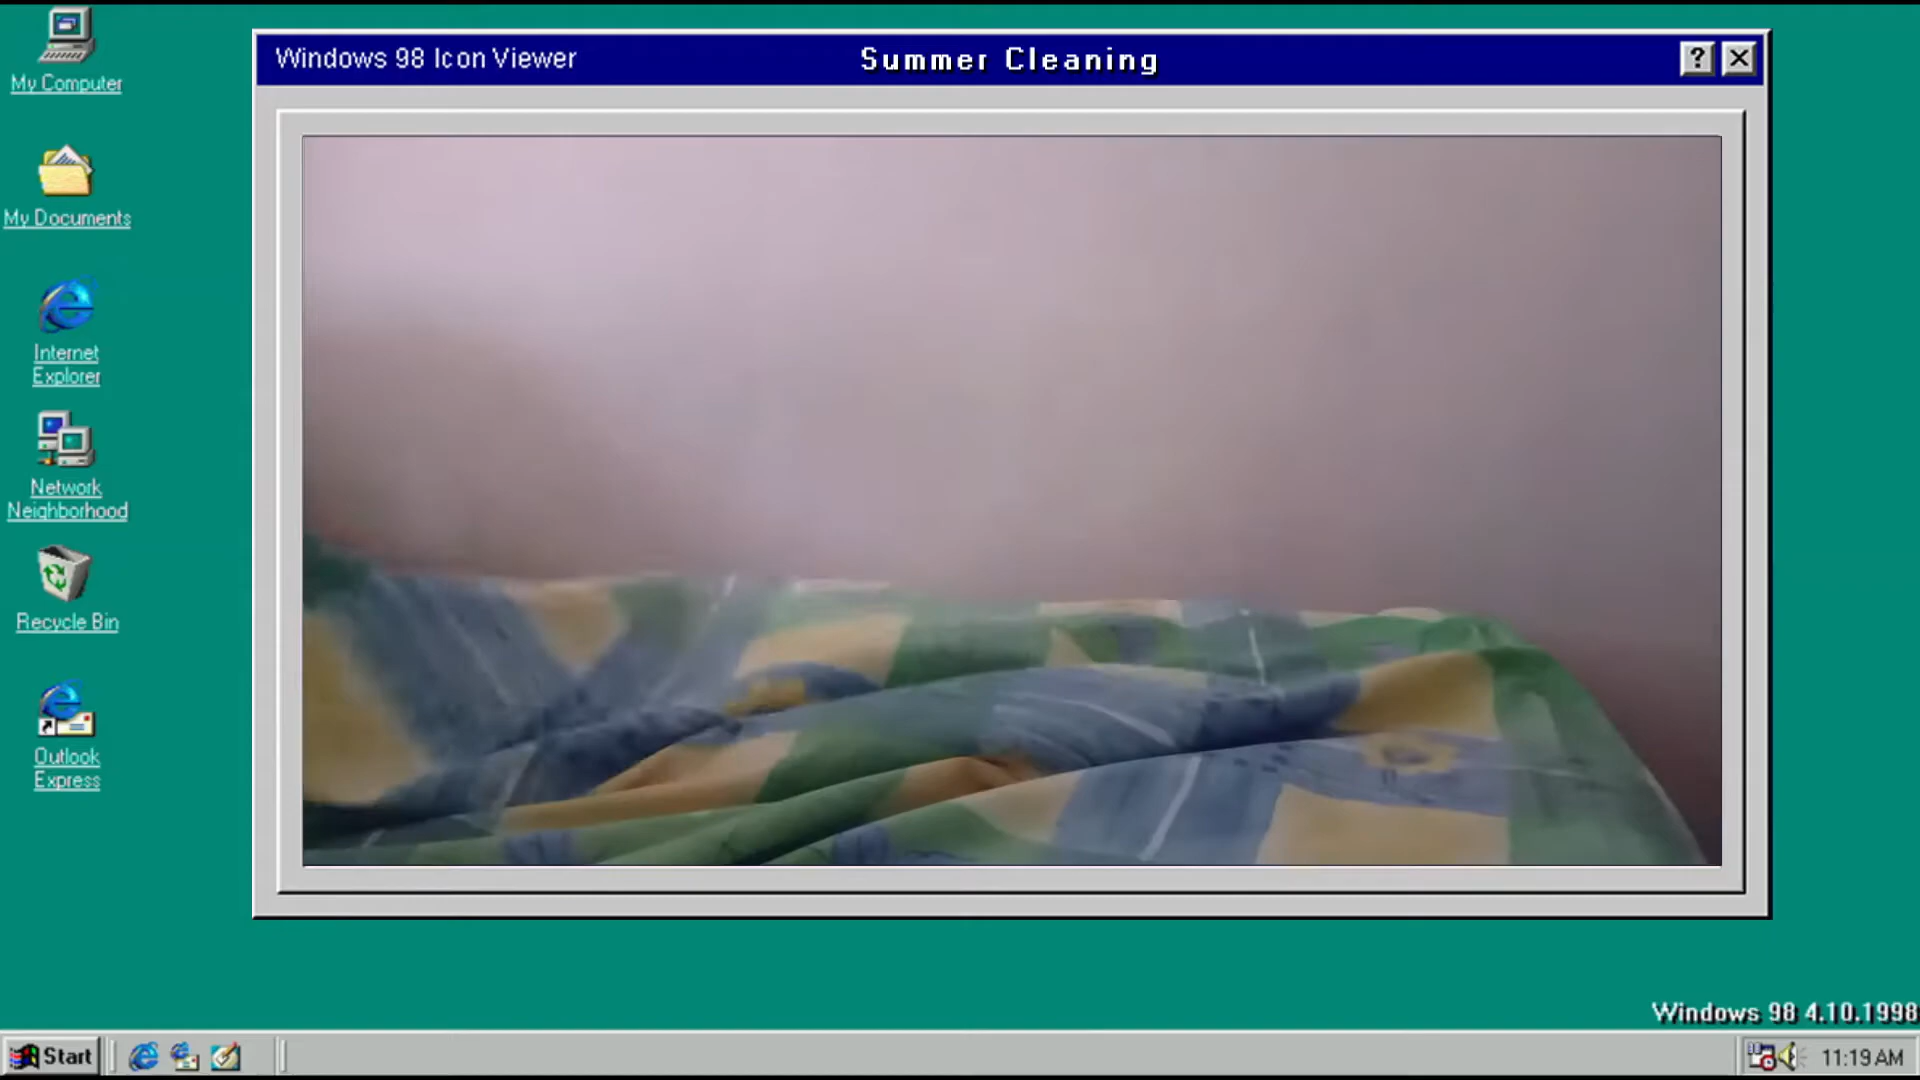 My Computer
My Documents
Internet
Explorer
Network
Neighborhood
Recycle Bin
Outlook
Express
Windows 98 Icon Viewer
Summer Cleaning
?
Windows 98 4.10.1998
Start
11:19 AM